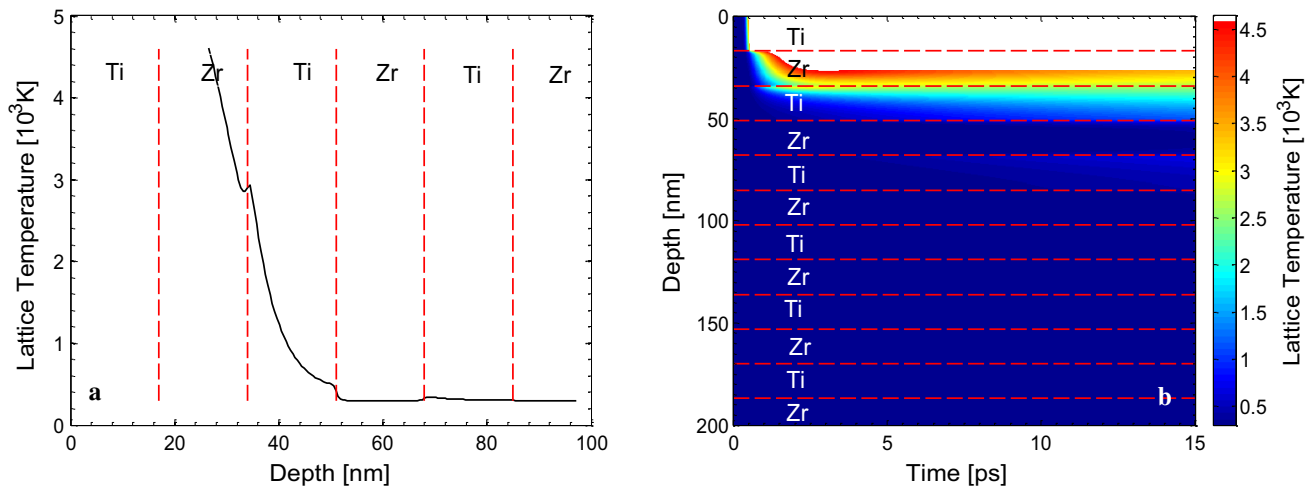 5
4
3
2
1
0
Lattice Temperature [10³K]
Ti
Zr
Ti
Zr
Ti
Zr
a
0
20
40
60
80
100
Depth [nm]
0
50
100
150
200
Depth [nm]
Ti
Zr
Ti
Zr
Ti
Zr
Ti
Zr
Ti
Zr
Ti
Zr
b
0
5
10
15
Time [ps]
4.5
4
3.5
3
2.5
2
1.5
1
0.5
Lattice Temperature [10³K]